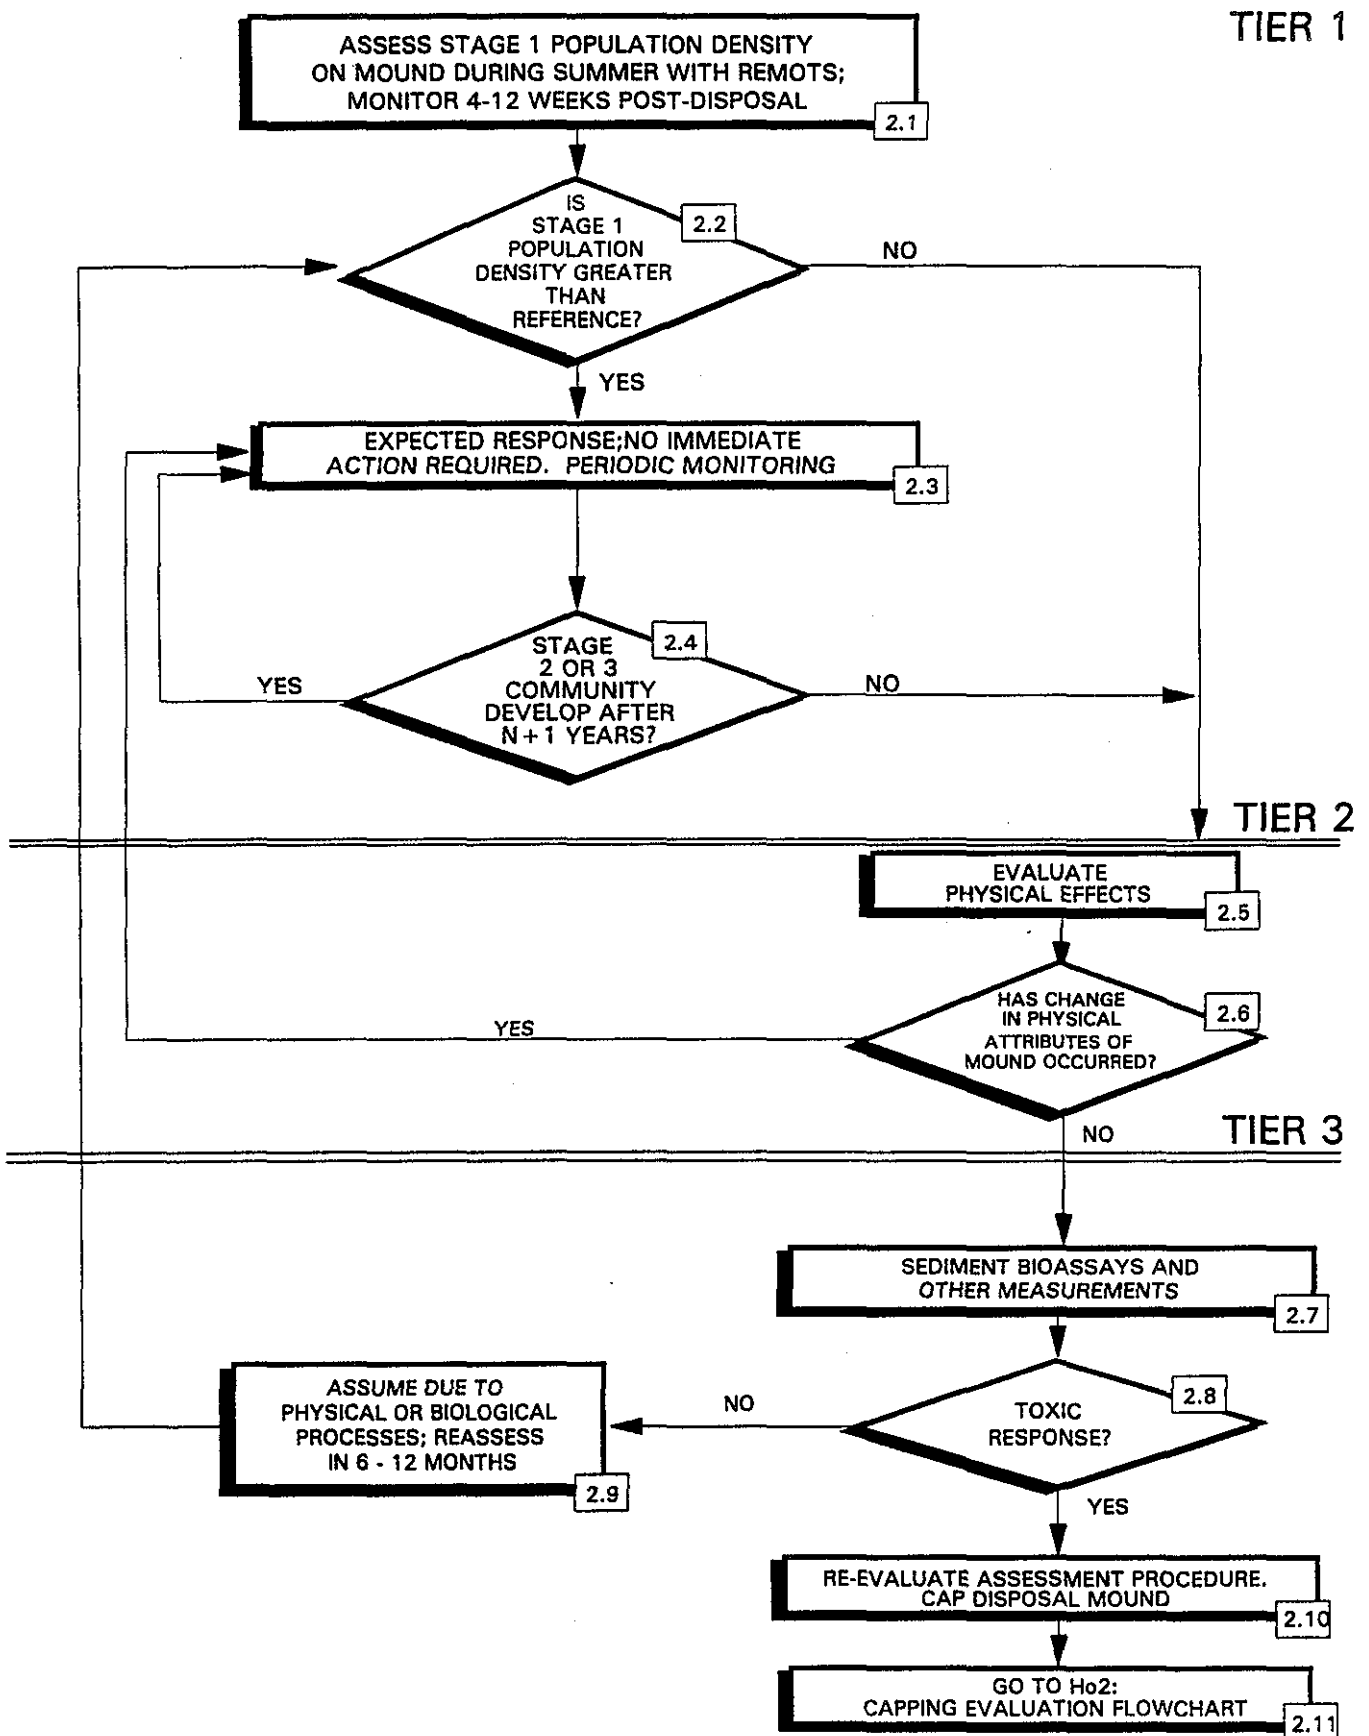 TIER 1
ASSESS STAGE 1 POPULATION DENSITY
ON MOUND DURING SUMMER WITH REMOTS;
MONITOR 4-12 WEEKS POST-DISPOSAL
2.1
IS
STAGE 1
POPULATION
DENSITY GREATER
THAN
REFERENCE?
2.2
NO
YES
EXPECTED RESPONSE;NO IMMEDIATE
ACTION REQUIRED. PERIODIC MONITORING
2.3
STAGE
2 OR 3
COMMUNITY
DEVELOP AFTER
N + 1 YEARS?
2.4
YES
NO
TIER 2
EVALUATE
PHYSICAL EFFECTS
2.5
HAS CHANGE
IN PHYSICAL
ATTRIBUTES OF
MOUND OCCURRED?
2.6
YES
NO
TIER 3
SEDIMENT BIOASSAYS AND
OTHER MEASUREMENTS
2.7
TOXIC
RESPONSE?
2.8
NO
ASSUME DUE TO
PHYSICAL OR BIOLOGICAL
PROCESSES; REASSESS
IN 6 - 12 MONTHS
2.9
YES
RE-EVALUATE ASSESSMENT PROCEDURE.
CAP DISPOSAL MOUND
2.10
GO TO Ho2:
CAPPING EVALUATION FLOWCHART
2.11